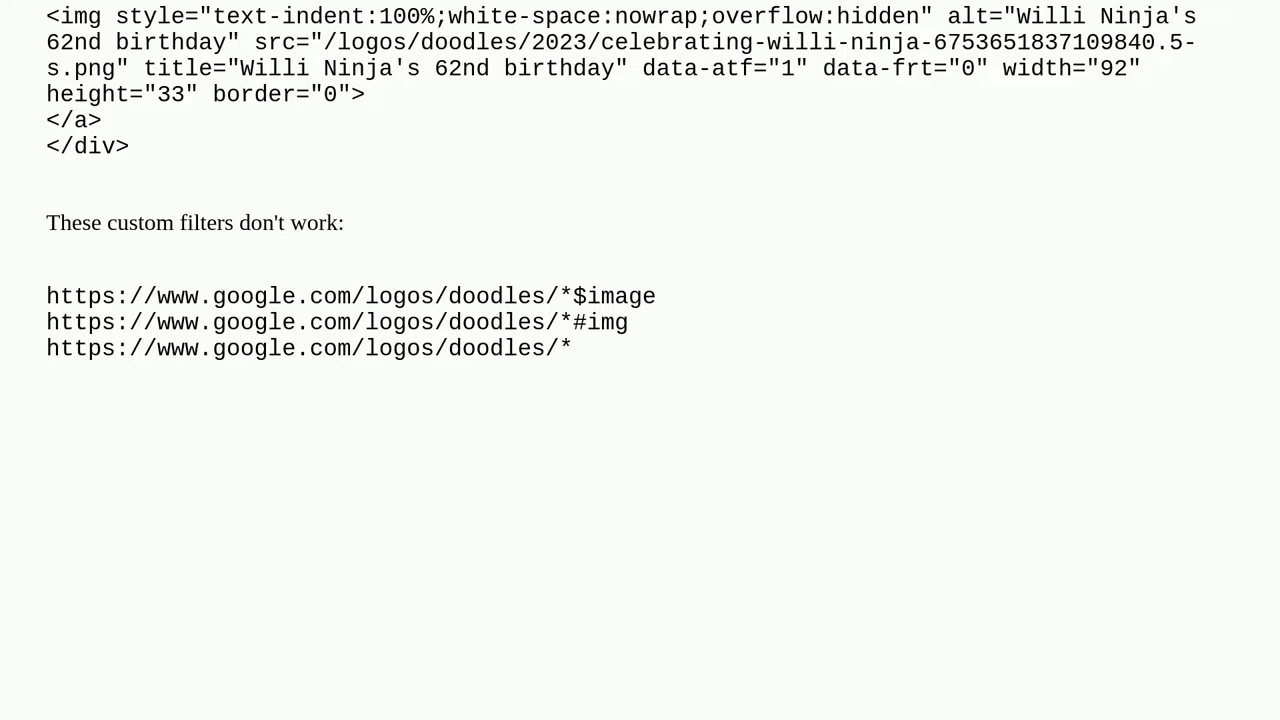 <img style="text-indent:100%;white-space:nowrap;overflow:hidden" alt="Willi Ninja's
62nd birthday" src="/logos/doodles/2023/celebrating-willi-ninja-6753651837109840.5-
s.png" title="Willi Ninja's 62nd birthday" data-atf="1" data-frt="0" width="92"
height="33" border="0">
</a>
</div>
These custom filters don't work:
https://www.google.com/logos/doodles/*$image
https://www.google.com/logos/doodles/*#img
https://www.google.com/logos/doodles/*